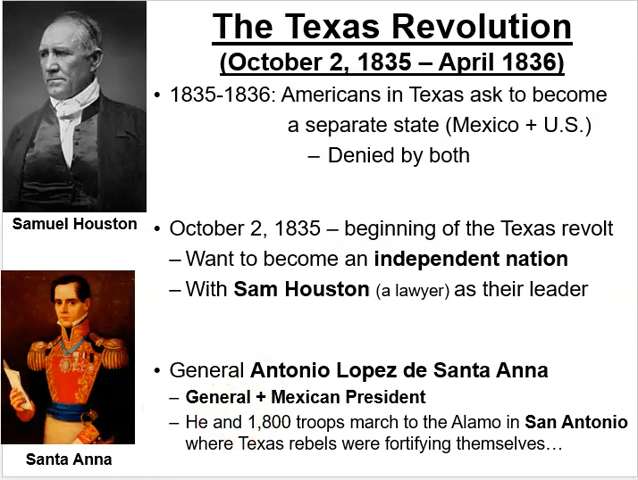 The Texas Revolution
(October 2, 1835 – April 1836)
• 1835-1836: Americans in Texas ask to become
a separate state (Mexico + U.S.)
– Denied by both
Samuel Houston
• October 2, 1835 – beginning of the Texas revolt
– Want to become an independent nation
– With Sam Houston (a lawyer) as their leader
• General Antonio Lopez de Santa Anna
– General + Mexican President
– He and 1,800 troops march to the Alamo in San Antonio
where Texas rebels were fortifying themselves…
Santa Anna